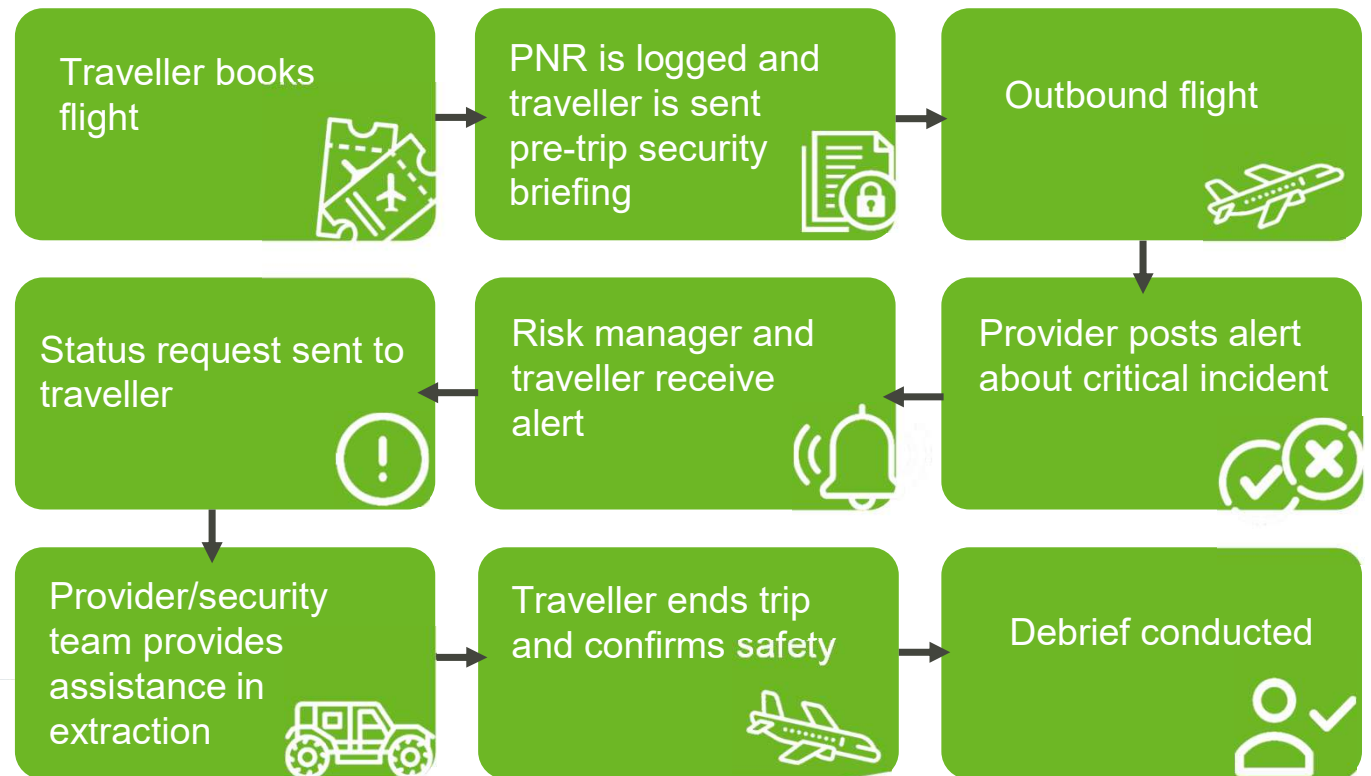 Traveller books
flight
PNR is logged and
traveller is sent
pre-trip security
briefing
Outbound flight
Status request sent to
traveller
Risk manager and
traveller receive
alert
Provider posts alert
about critical incident
Provider/security
team provides
assistance in
extraction
Traveller ends trip
and confirms safety
Debrief conducted